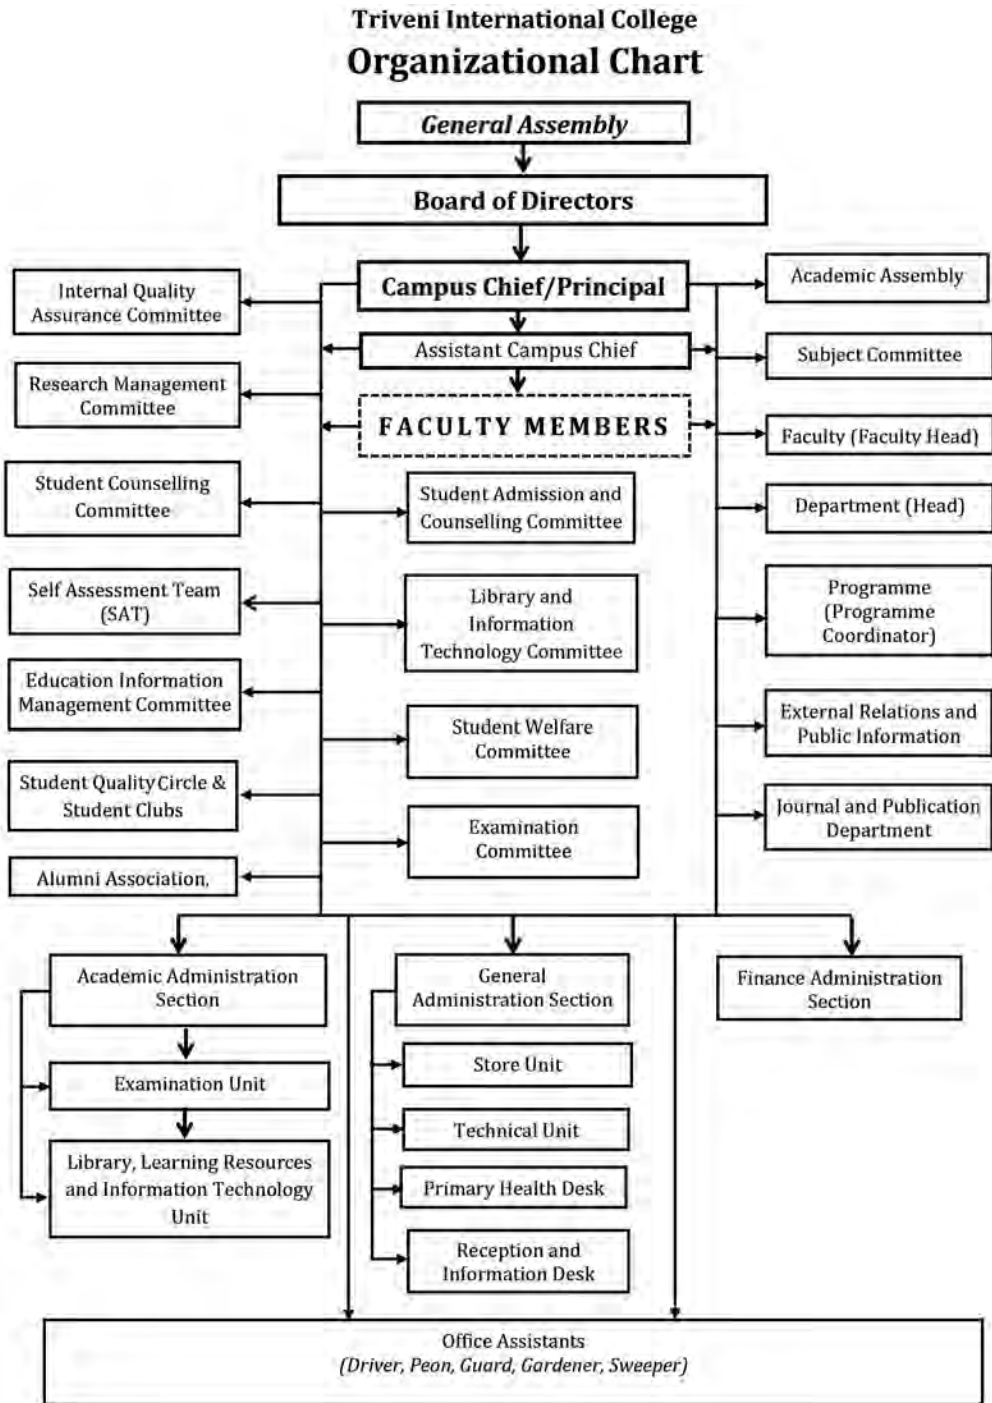 Triveni International College
Organizational Chart
General Assembly
Board of Directors
Campus Chief/Principal
Assistant Campus Chief
FACULTY MEMBERS
Internal Quality
Assurance Committee
Research Management
Committee
Student Counselling
Committee
Self Assessment Team
(SAT)
Education Information
Management Committee
Student Quality Circle &
Student Clubs
Alumni Association,
Student Admission and
Counselling Committee
Library and
Information
Technology Committee
Student Welfare
Committee
Examination
Committee
Academic Assembly
Subject Committee
Faculty (Faculty Head)
Department (Head)
Programme
(Programme
Coordinator)
External Relations and
Public Information
Journal and Publication
Department
Academic Administration
Section
Examination Unit
Library, Learning Resources
and Information Technology
Unit
General
Administration Section
Store Unit
Technical Unit
Primary Health Desk
Reception and
Information Desk
Finance Administration
Section
Office Assistants
(Driver, Peon, Guard, Gardener, Sweeper)